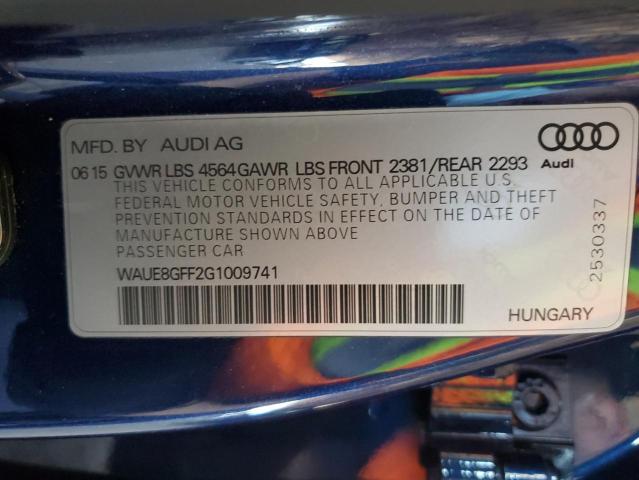 MFD. BY AUDI AG
06 15 GVWR LBS 4564 GAWR LBS FRONT 2381/REAR 2293
Audi
THIS VEHICLE CONFORMS TO ALL APPLICABLE U.S.
FEDERAL MOTOR VEHICLE SAFETY, BUMPER AND THEFT
PREVENTION STANDARDS IN EFFECT ON THE DATE OF
MANUFACTURE SHOWN ABOVE
PASSENGER CAR
WAUE8GFF2G1009741
HUNGARY
2530337